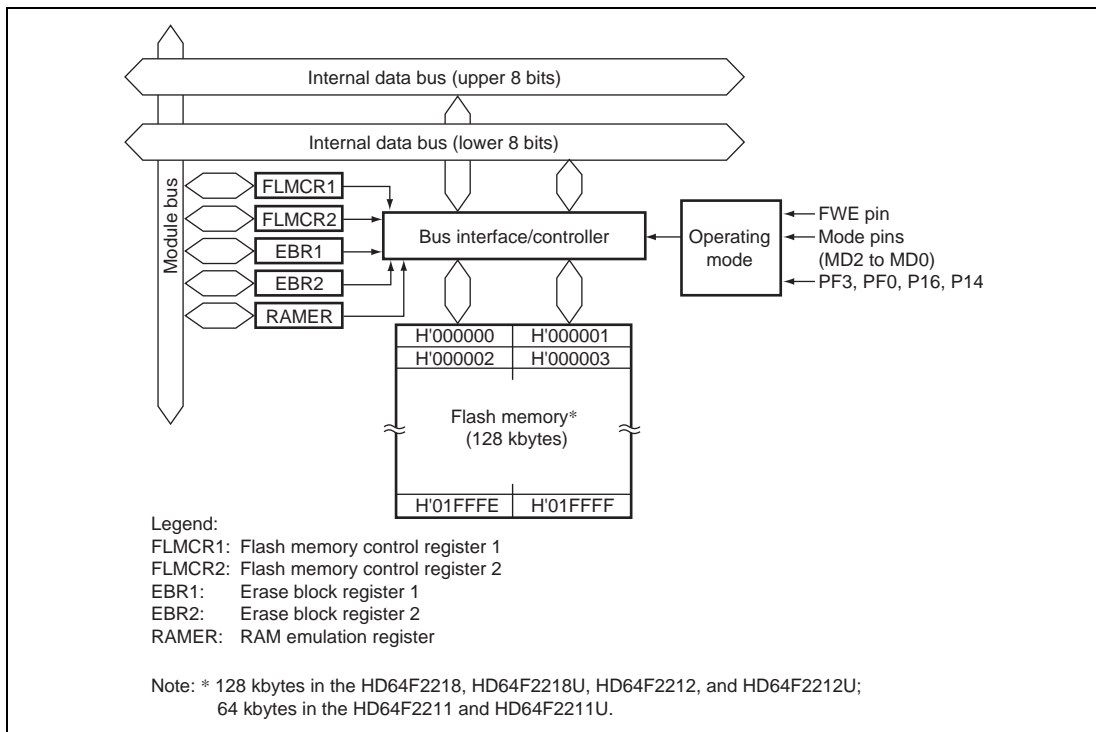 Internal data bus (upper 8 bits)
Internal data bus (lower 8 bits)
Module bus
FLMCR1
FLMCR2
EBR1
EBR2
RAMER
Bus interface/controller
Operating
mode
FWE pin
Mode pins
(MD2 to MD0)
PF3, PF0, P16, P14
H'000000 H'000001
H'000002 H'000003
Flash memory*
(128 kbytes)
H'01FFFE H'01FFFF
Legend:
FLMCR1: Flash memory control register 1
FLMCR2: Flash memory control register 2
EBR1: Erase block register 1
EBR2: Erase block register 2
RAMER: RAM emulation register
Note: * 128 kbytes in the HD64F2218, HD64F2218U, HD64F2212, and HD64F2212U;
64 kbytes in the HD64F2211 and HD64F2211U.